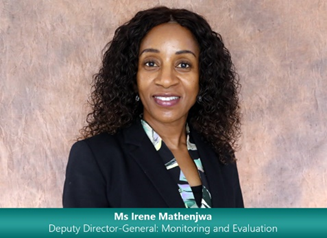 Ms Irene Mathenjwa
Deputy Director-General: Monitoring and Evaluation